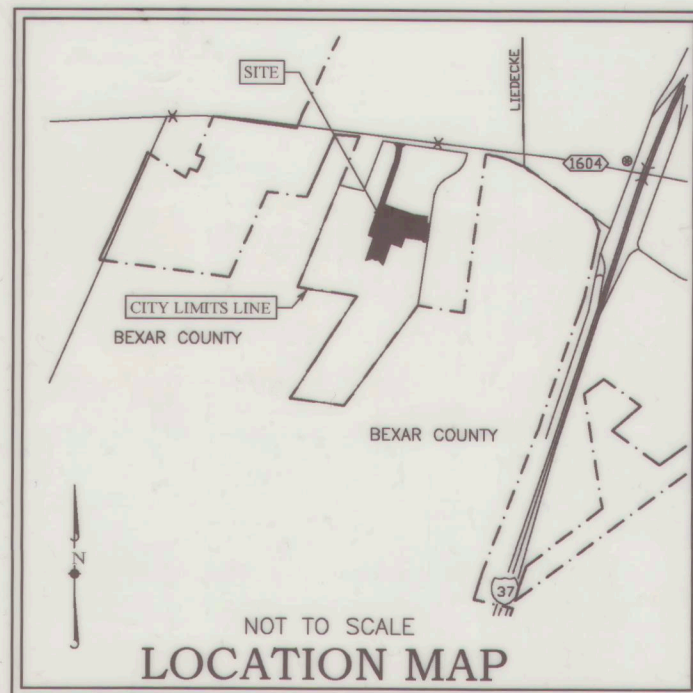 SITE
LIEDECKE
1604
CITY LIMITS LINE
BEXAR COUNTY
BEXAR COUNTY
N
37
NOT TO SCALE
LOCATION MAP